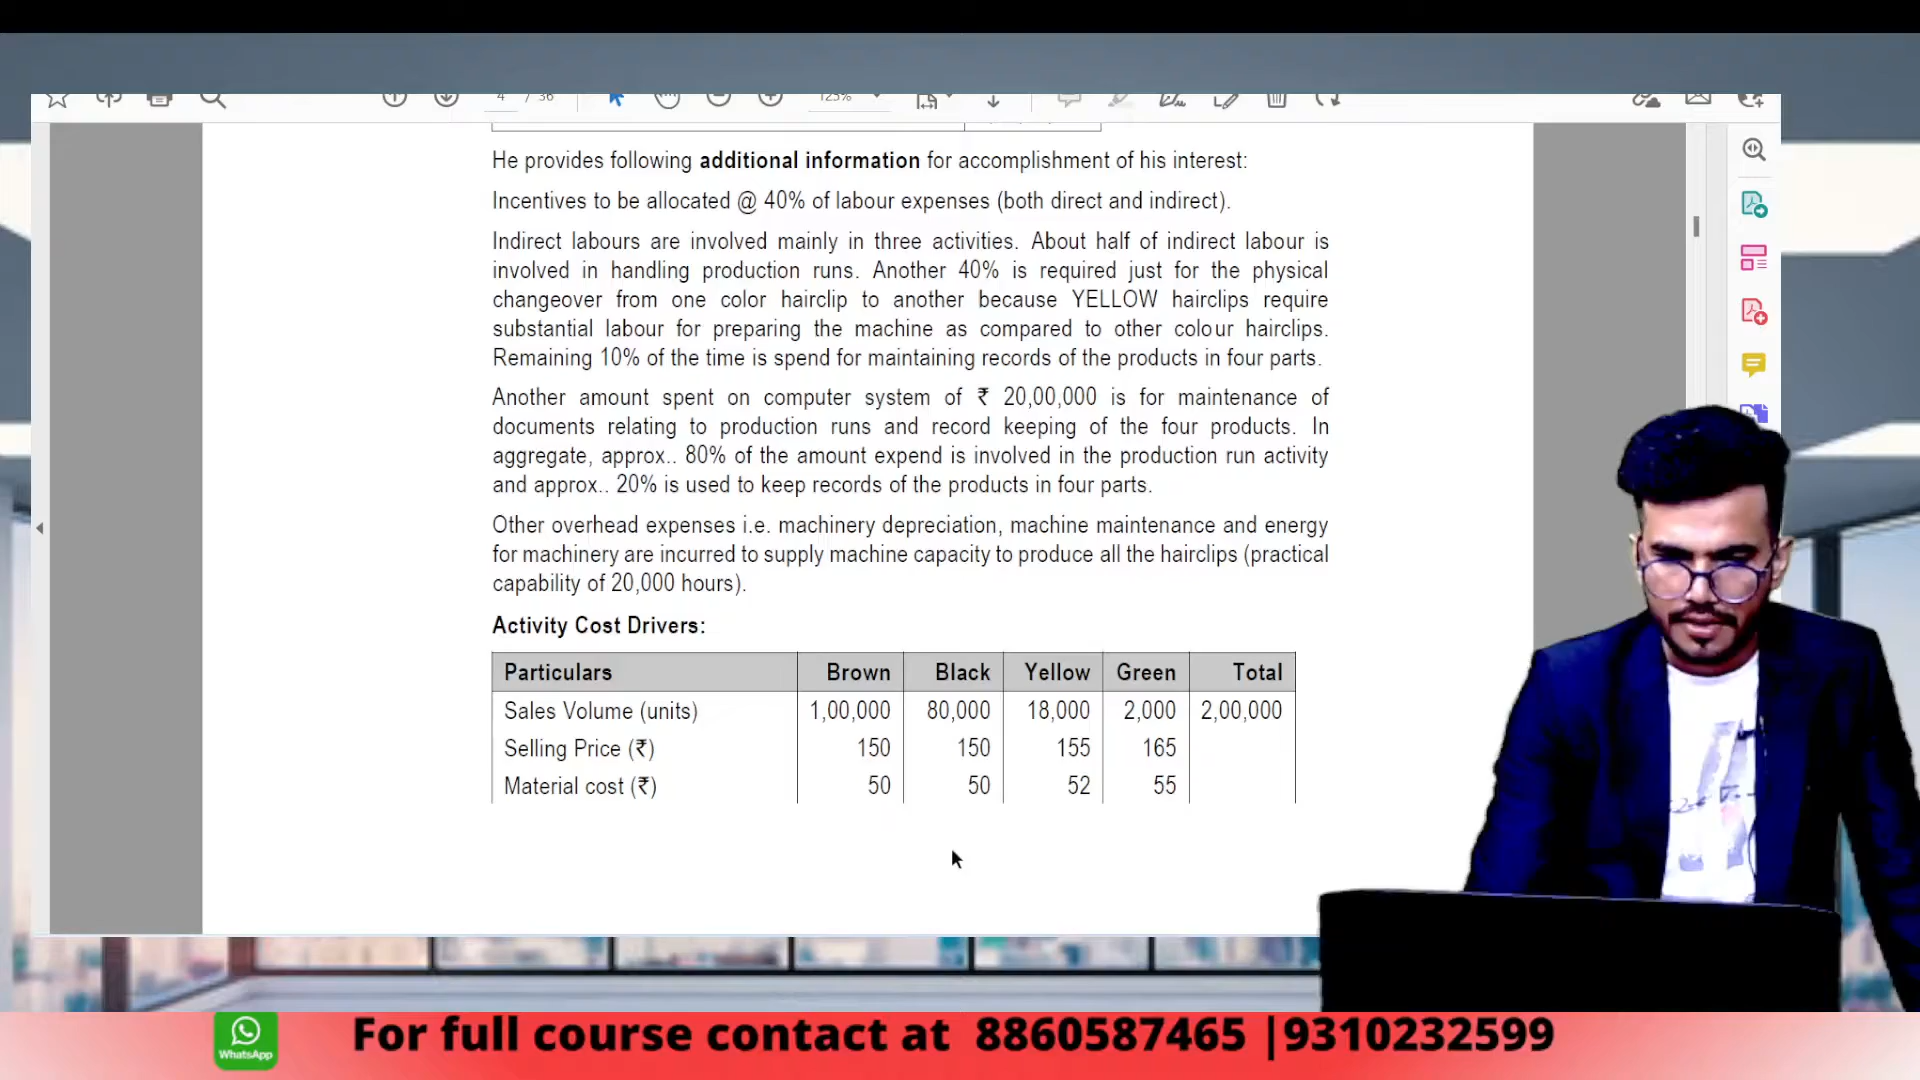 4 / 36 125%
He provides following additional information for accomplishment of his interest:
Incentives to be allocated @ 40% of labour expenses (both direct and indirect).
Indirect labours are involved mainly in three activities. About half of indirect labour is
involved in handling production runs. Another 40% is required just for the physical
changeover from one color hairclip to another because YELLOW hairclips require
substantial labour for preparing the machine as compared to other colour hairclips.
Remaining 10% of the time is spend for maintaining records of the products in four parts.
Another amount spent on computer system of ₹ 20,00,000 is for maintenance of
documents relating to production runs and record keeping of the four products. In
aggregate, approx.. 80% of the amount expend is involved in the production run activity
and approx.. 20% is used to keep records of the products in four parts.
Other overhead expenses i.e. machinery depreciation, machine maintenance and energy
for machinery are incurred to supply machine capacity to produce all the hairclips (practical
capability of 20,000 hours).
Activity Cost Drivers:
Particulars Brown Black Yellow Green Total
Sales Volume (units) 1,00,000 80,000 18,000 2,000 2,00,000
Selling Price (₹) 150 150 155 165
Material cost (₹) 50 50 52 55
WhatsApp
For full course contact at 8860587465 |9310232599